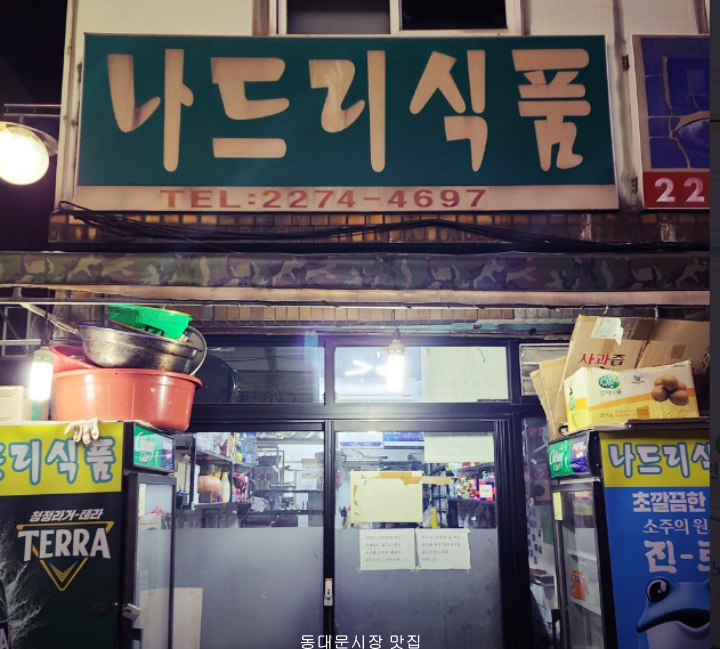 나드리식품
TEL:2274-4697
22
사과즙
드리식품
청정라거-테라
TERRA
나드리식
초깔끔한
소주의 원
진-로
동대문시장 맛집